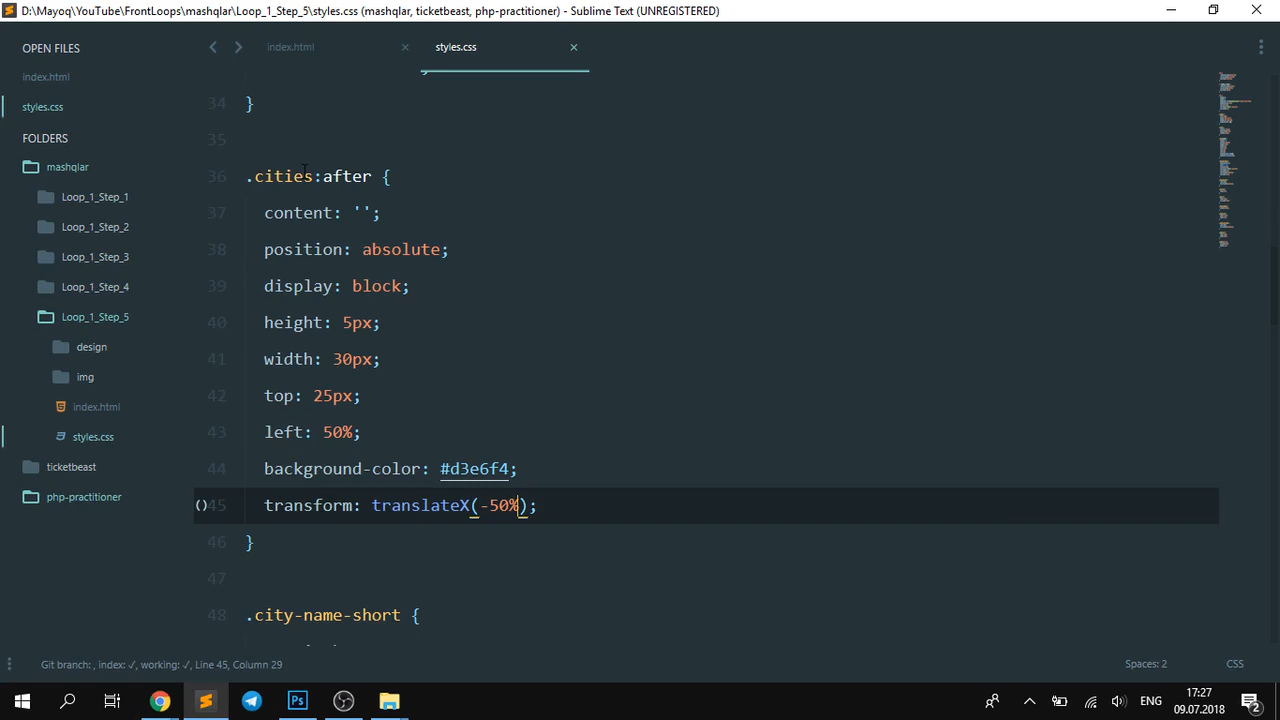 D:\Mayoq\YouTube\FrontLoops\mashqlar\Loop_1_Step_5\styles.css (mashqlar, ticketbeast, php-practitioner) - Sublime Text (UNREGISTERED)
OPEN FILES
index.html
styles.css
FOLDERS
mashqlar
Loop_1_Step_1
Loop_1_Step_2
Loop_1_Step_3
Loop_1_Step_4
Loop_1_Step_5
design
img
index.html
styles.css
ticketbeast
php-practitioner
index.html
styles.css
34 }
35
36 .cities:after {
37 content: '';
38 position: absolute;
39 display: block;
40 height: 5px;
41 width: 30px;
42 top: 25px;
43 left: 50%;
44 background-color: #d3e6f4;
()45 transform: translateX(-50%);
46 }
47
48 .city-name-short {
Git branch: , index: ✓, working: ✓, Line 45, Column 29
Spaces: 2
CSS
Ps
ENG
17:27
09.07.2018
2